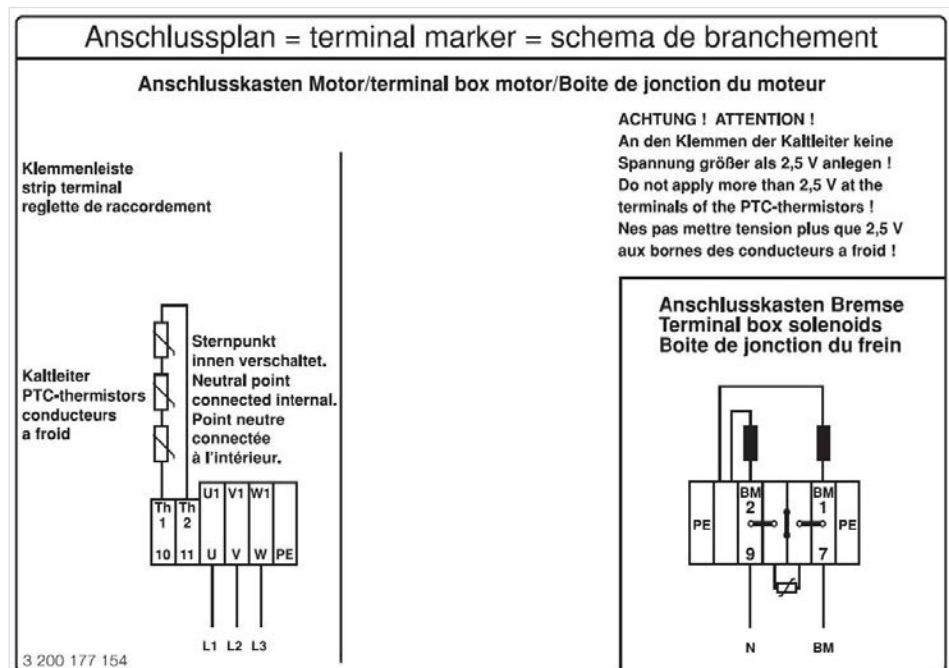 Anschlussplan = terminal marker = schema de branchement
Anschlusskasten Motor/terminal box motor/Boite de jonction du moteur
ACHTUNG ! ATTENTION !
An den Klemmen der Kaltleiter keine
Spannung größer als 2,5 V anlegen !
Do not apply more than 2,5 V at the
terminals of the PTC-thermistors !
Nes pas mettre tension plus que 2,5 V
aux bornes des conducteurs a froid !
Klemmenleiste
strip terminal
reglette de raccordement
Kaltleiter
PTC-thermistors
conducteurs
a froid
Sternpunkt
innen verschaltet.
Neutral point
connected internal.
Point neutre
connectée
à l'intérieur.
U1 V1 W1
Th Th
1 2
10 11 U V W PE
L1 L2 L3
Anschlusskasten Bremse
Terminal box solenoids
Boite de jonction du frein
BM BM
2 1
PE PE
9 7
N BM
3 200 177 154